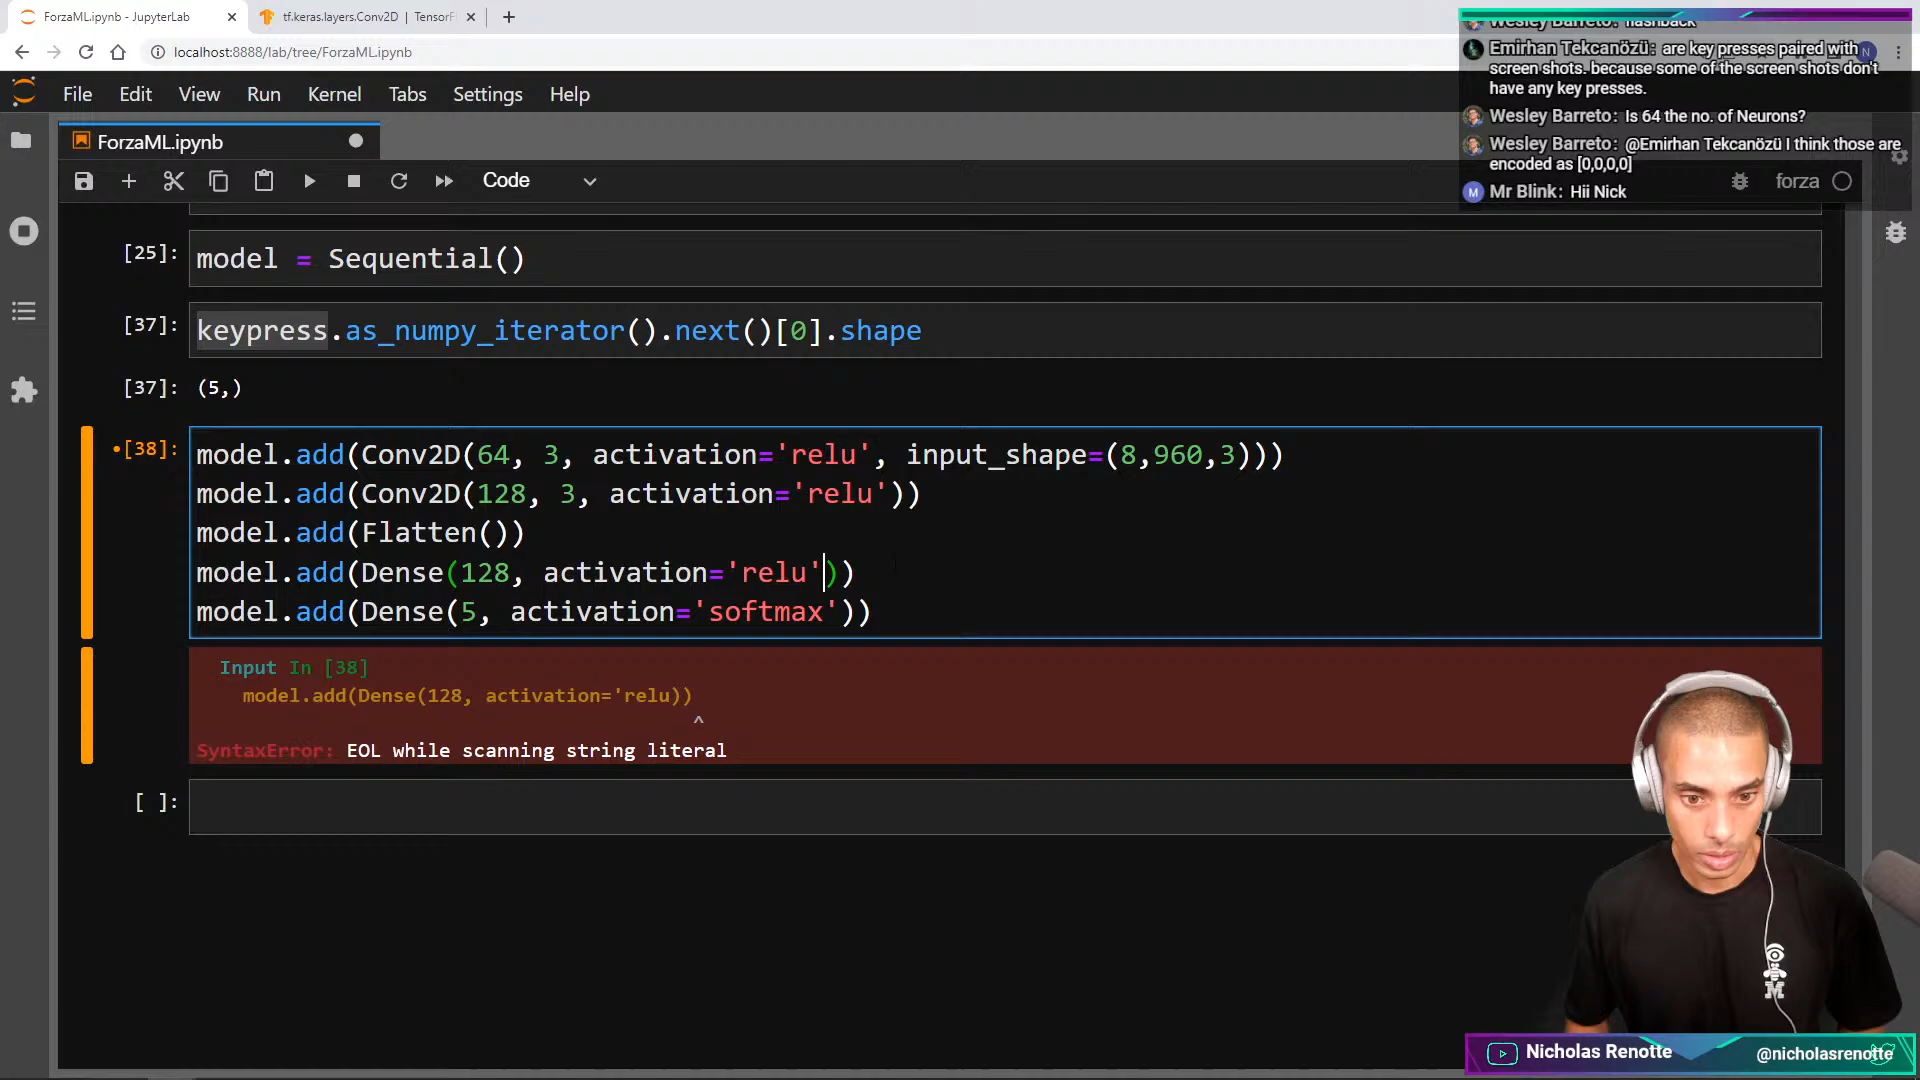 ForzaML.ipynb - JupyterLab
tf.keras.layers.Conv2D | TensorF
localhost:8888/lab/tree/ForzaML.ipynb
File Edit View Run Kernel Tabs Settings Help
ForzaML.ipynb
Code
forza
Wesley Barreto: flashback
Emirhan Tekcanözü: are key presses paired with
screen shots. because some of the screen shots don't
have any key presses.
Wesley Barreto: Is 64 the no. of Neurons?
Wesley Barreto: @Emirhan Tekcanözü I think those are
encoded as [0,0,0,0]
M Mr Blink: Hii Nick
N
[25]: model = Sequential()
[37]: keypress.as_numpy_iterator().next()[0].shape
[37]: (5,)
•[38]: model.add(Conv2D(64, 3, activation='relu', input_shape=(8,960,3)))
model.add(Conv2D(128, 3, activation='relu'))
model.add(Flatten())
model.add(Dense(128, activation='relu'))
model.add(Dense(5, activation='softmax'))
Input In [38]
model.add(Dense(128, activation='relu))
^
SyntaxError: EOL while scanning string literal
[ ]:
M
Nicholas Renotte
@nicholasrenotte